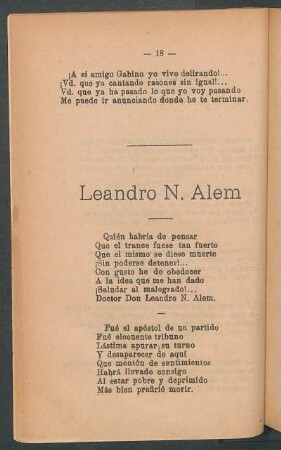 — 18 —
¡A sí amigo Gabino yo vivo delirando!...
¡Vd. que ya cantando rasones sin igual!...
Vd. que ya ha pasado lo que yo voy pasando
Me puede ir anunciando donde he de terminar.
Leandro N. Alem
Quién habría de pensar
Que el trance fuese tan fuerte
Que el mismo se diese muerte
¡Sin poderse detener!...
Con gusto he de obedecer
A la idea que me han dado
¡Saludar al malogrado!...
Doctor Don Leandro N. Alem.
Fué el apóstol de un partido
Fué elocuente tribuno
Lástima apurar su turno
Y desaparecer de aquí
Que montón de sentimientos
Habrá llevado consigo
Al estar pobre y deprimido
Más bien prefirió morir.